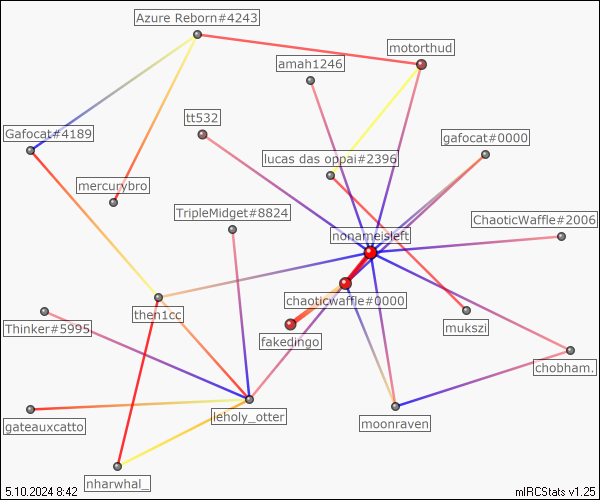 Azure Reborn#4243
motorthud
amah1246
tt532
Gafocat#4189
gafocat#0000
lucas das oppai#2396
mercurybro
TripleMidget#8824
ChaoticWaffle#2006
nonameisleft
chaoticwaffle#0000
then1cc
Thinker#5995
mukszi
fakedingo
chobham.
leholy_otter
moonraven
gateauxcatto
nharwhal_
5.10.2024 8:42
mIRCStats v1.25